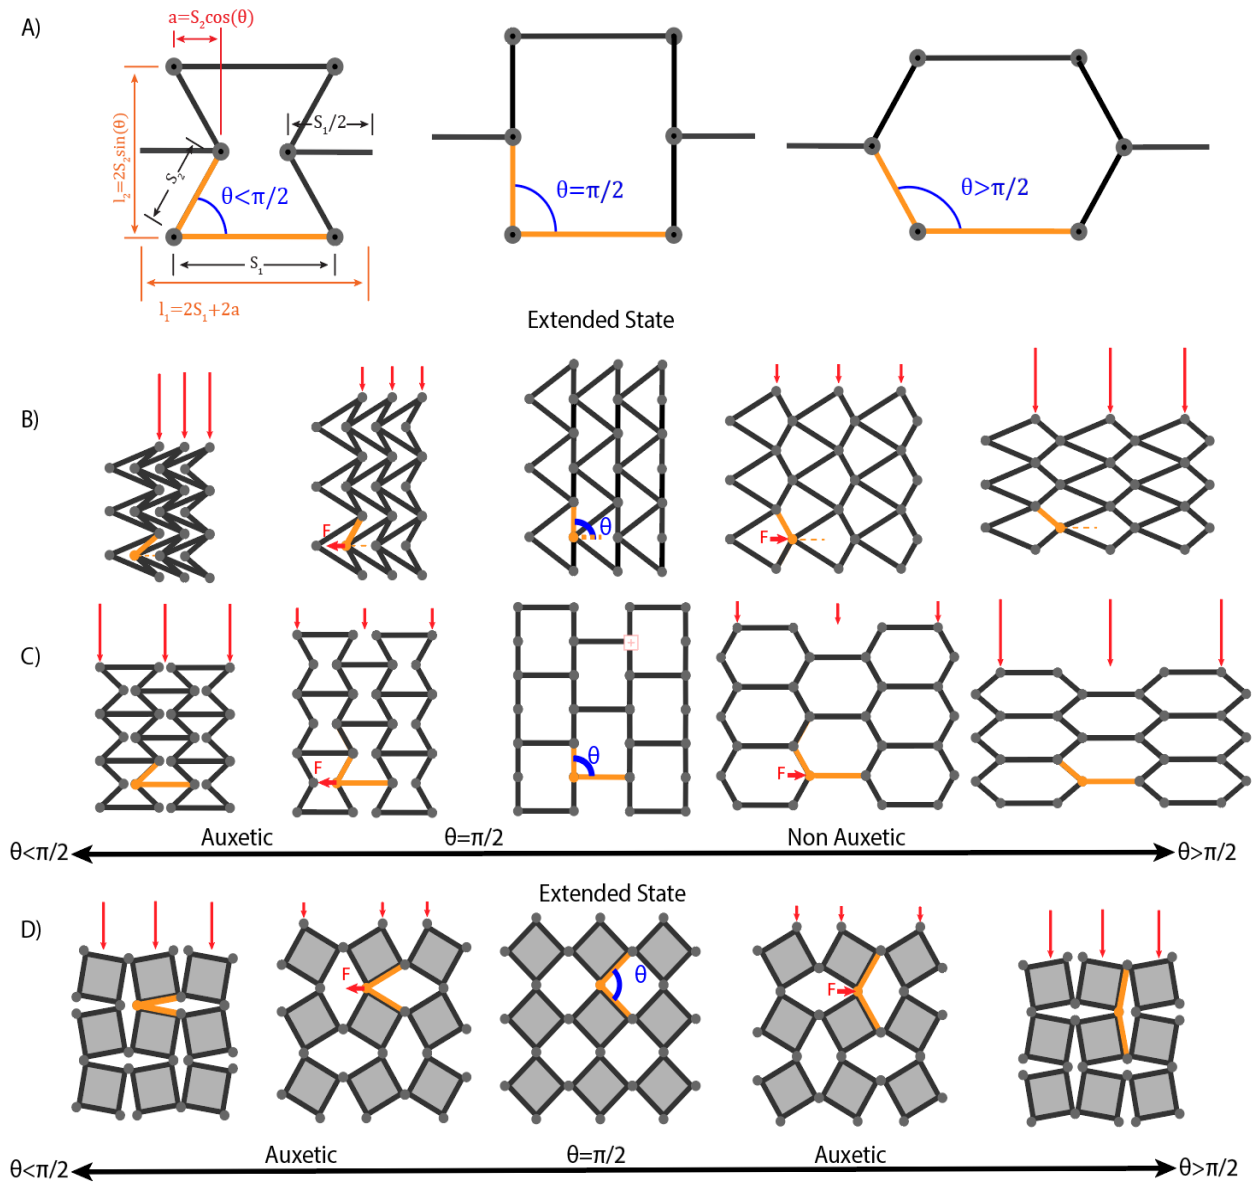 A)
a=S₂cos(θ)
l₂=2S₂sin(θ)
S₂
S₁/2
θ<π/2
S₁
l₁=2S₁+2a
θ=π/2
θ>π/2
Extended State
B)
F
θ
F
C)
F
θ
F
Auxetic
θ=π/2
Non Auxetic
θ<π/2
θ>π/2
Extended State
D)
F
θ
F
Auxetic
θ=π/2
Auxetic
θ<π/2
θ>π/2